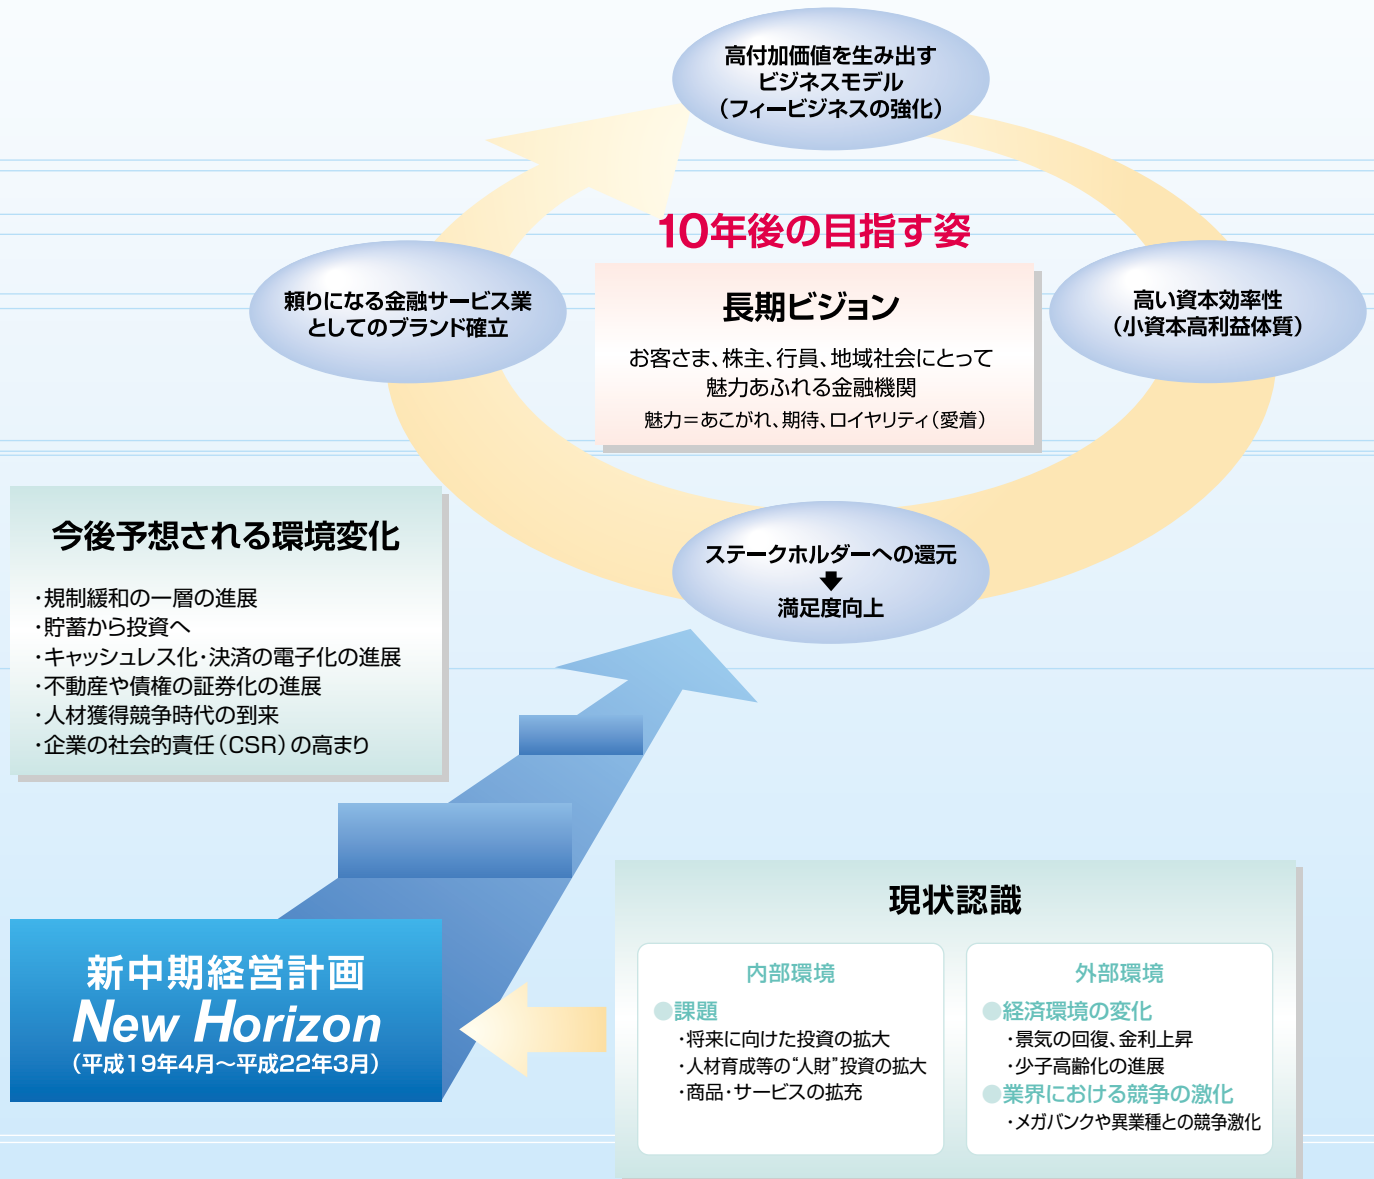 高付加価値を生み出す
ビジネスモデル
（フィービジネスの強化）
10年後の目指す姿
頼りになる金融サービス業
としてのブランド確立
長期ビジョン
お客さま、株主、行員、地域社会にとって
魅力あふれる金融機関
魅力＝あこがれ、期待、ロイヤリティ（愛着）
高い資本効率性
（小資本高利益体質）
ステークホルダーへの還元
満足度向上
今後予想される環境変化
・規制緩和の一層の進展
・貯蓄から投資へ
・キャッシュレス化・決済の電子化の進展
・不動産や債権の証券化の進展
・人材獲得競争時代の到来
・企業の社会的責任（CSR）の高まり
新中期経営計画
New Horizon
（平成19年4月～平成22年3月）
現状認識
内部環境
●課題
・将来に向けた投資の拡大
・人材育成等の“人財”投資の拡大
・商品・サービスの拡充
外部環境
●経済環境の変化
・景気の回復、金利上昇
・少子高齢化の進展
●業界における競争の激化
・メガバンクや異業種との競争激化